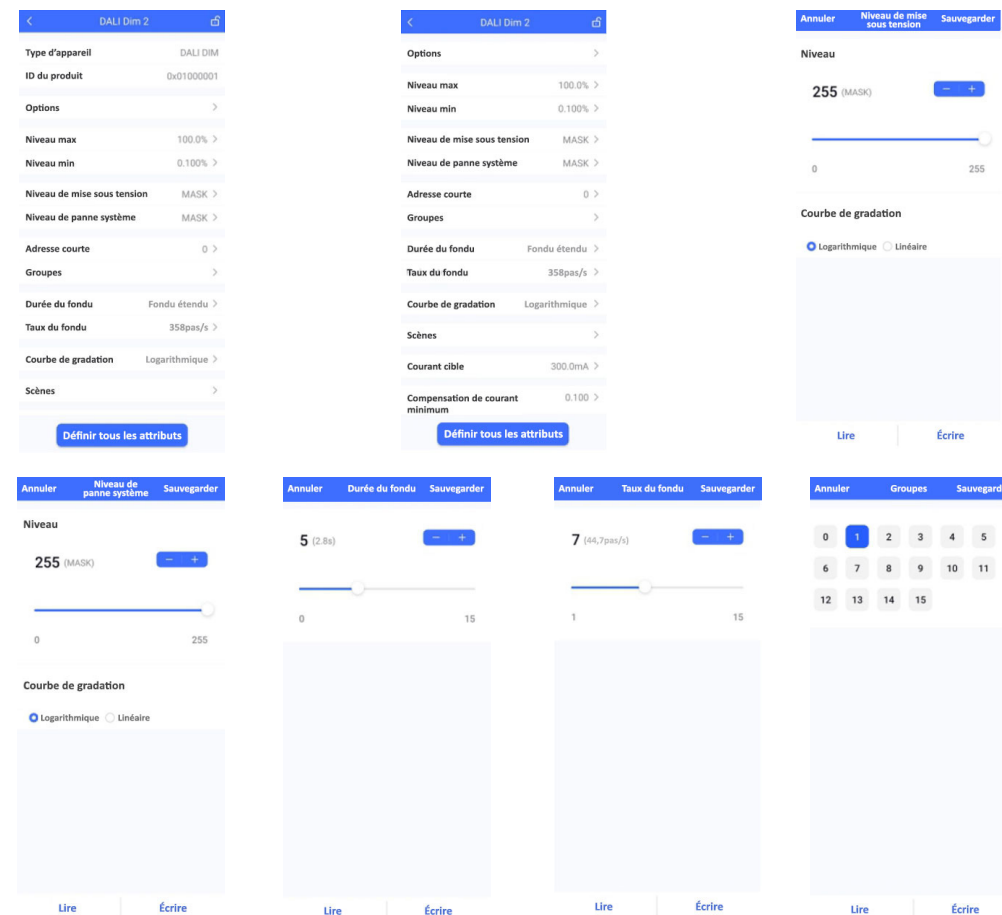 DALI Dim 2
Type d'appareil DALI DIM
ID du produit 0x01000001
Options
Niveau max 100.0%
Niveau min 0.100%
Niveau de mise sous tension MASK
Niveau de panne système MASK
Adresse courte 0
Groupes
Durée du fondu Fondu étendu
Taux du fondu 358pas/s
Courbe de gradation Logarithmique
Scènes
Définir tous les attributs
DALI Dim 2
Options
Niveau max 100.0%
Niveau min 0.100%
Niveau de mise sous tension MASK
Niveau de panne système MASK
Adresse courte 0
Groupes
Durée du fondu Fondu étendu
Taux du fondu 358pas/s
Courbe de gradation Logarithmique
Scènes
Courant cible 300.0mA
Compensation de courant 0.100
minimum
Définir tous les attributs
Annuler Niveau de mise Sauvegarder
sous tension
Niveau
255 (MASK) − +
0 255
Courbe de gradation
Logarithmique Linéaire
Lire Écrire
Annuler Niveau de Sauvegarder
panne système
Niveau
255 (MASK) − +
0 255
Courbe de gradation
Logarithmique Linéaire
Lire Écrire
Annuler Durée du fondu Sauvegarder
5 (2.8s) − +
0 15
Lire Écrire
Annuler Taux du fondu Sauvegarder
7 (44,7pas/s) − +
1 15
Lire Écrire
Annuler Groupes Sauvegard
0 1 2 3 4 5
6 7 8 9 10 11
12 13 14 15
Lire Écrire